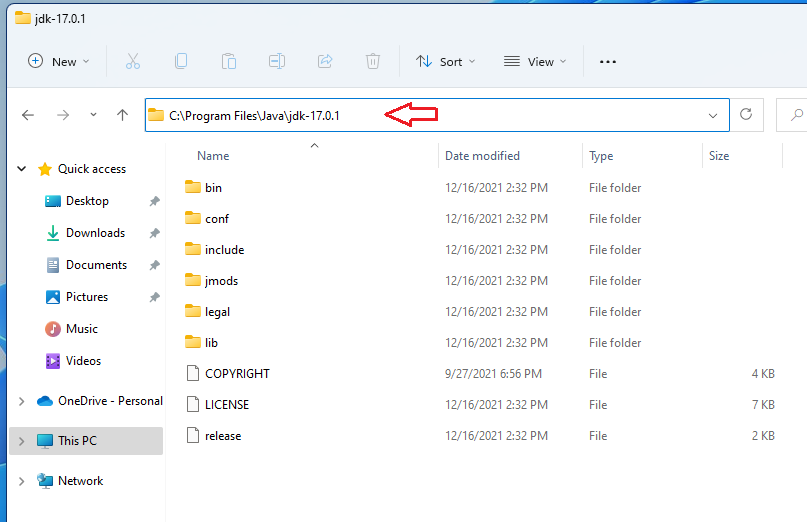 jdk-17.0.1
New Sort View
C:\Program Files\Java\jdk-17.0.1
Name Date modified Type Size
Quick access
Desktop
Downloads
Documents
Pictures
Music
Videos
OneDrive - Personal
This PC
Network
bin 12/16/2021 2:32 PM File folder
conf 12/16/2021 2:32 PM File folder
include 12/16/2021 2:32 PM File folder
jmods 12/16/2021 2:32 PM File folder
legal 12/16/2021 2:32 PM File folder
lib 12/16/2021 2:32 PM File folder
COPYRIGHT 9/27/2021 6:56 PM File 4 KB
LICENSE 12/16/2021 2:32 PM File 7 KB
release 12/16/2021 2:32 PM File 2 KB